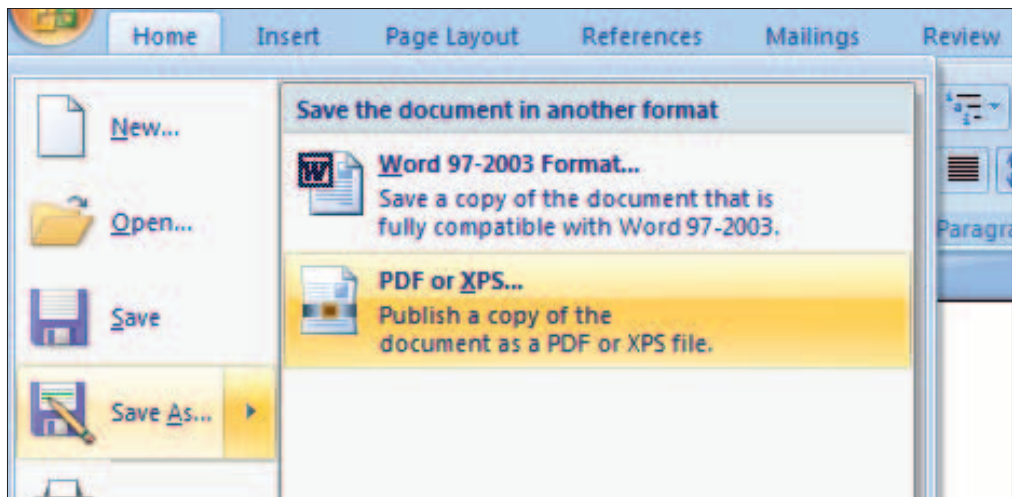 Home Insert Page Layout References Mailings Review
New...
Open...
Save
Save As...
Save the document in another format
Word 97-2003 Format...
Save a copy of the document that is
fully compatible with Word 97-2003.
PDF or XPS...
Publish a copy of the
document as a PDF or XPS file.
Paragra